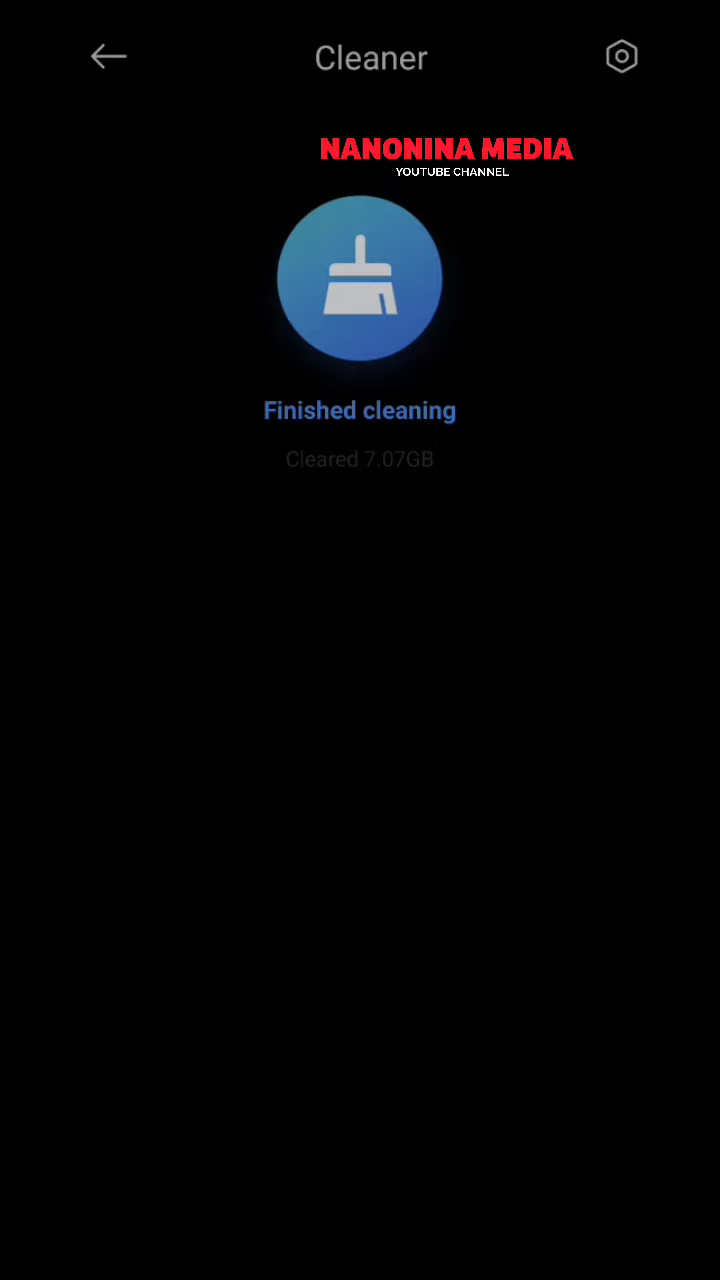 Cleaner
NANONINA MEDIA
YOUTUBE CHANNEL
Finished cleaning
Cleared 7.07GB